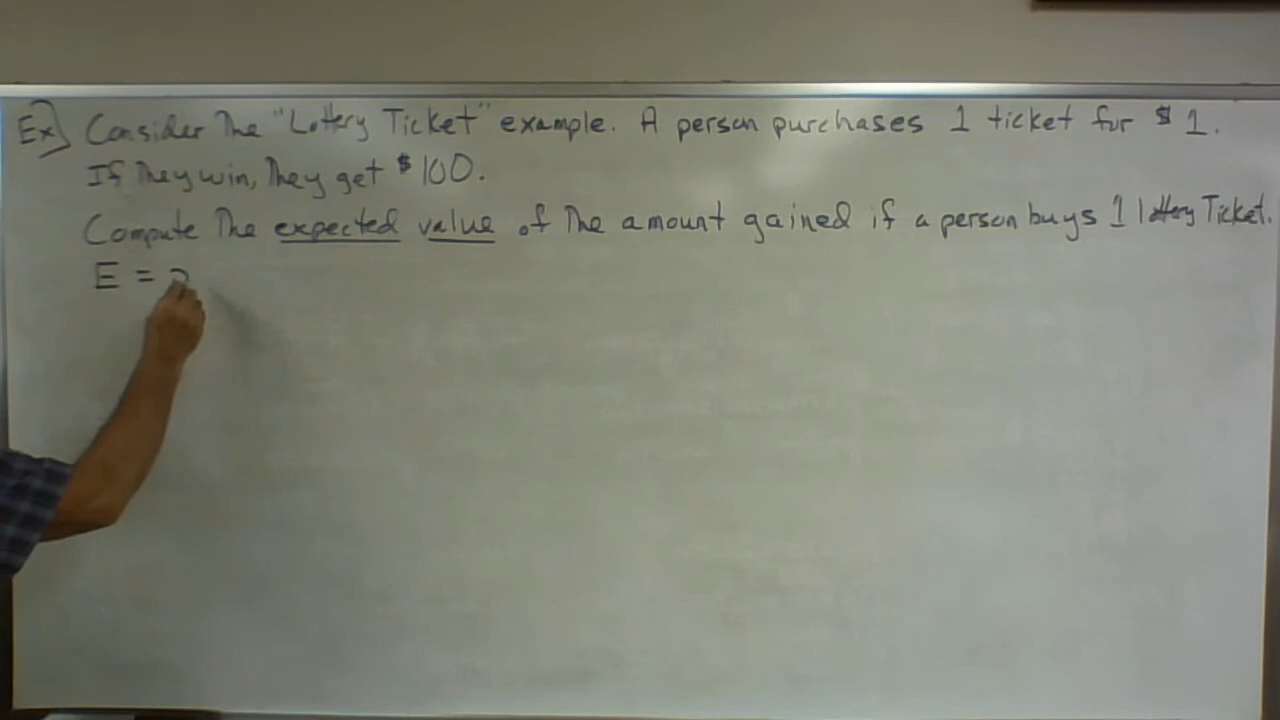 Ex) Consider The "Lottery Ticket" example. A person purchases 1 ticket for $1.
If They win, They get $100.
Compute The expected value of The amount gained if a person buys 1 lottery Ticket.
E =